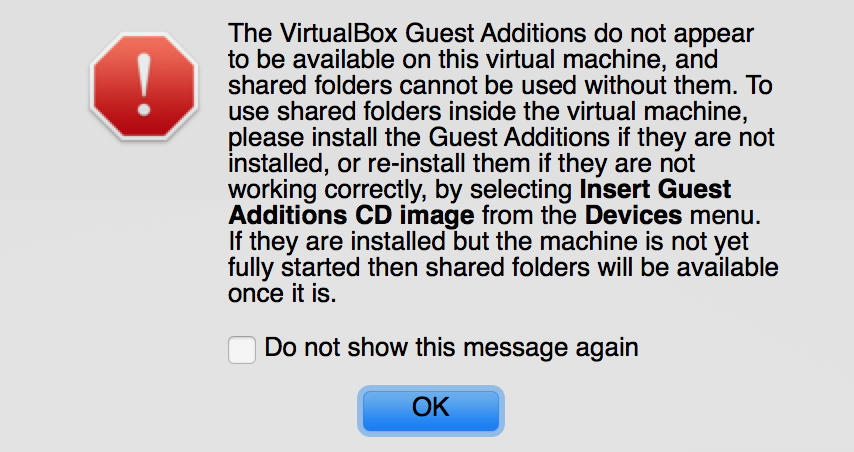 The VirtualBox Guest Additions do not appear
to be available on this virtual machine, and
shared folders cannot be used without them. To
use shared folders inside the virtual machine,
please install the Guest Additions if they are not
installed, or re-install them if they are not
working correctly, by selecting Insert Guest
Additions CD image from the Devices menu.
If they are installed but the machine is not yet
fully started then shared folders will be available
once it is.
Do not show this message again
OK